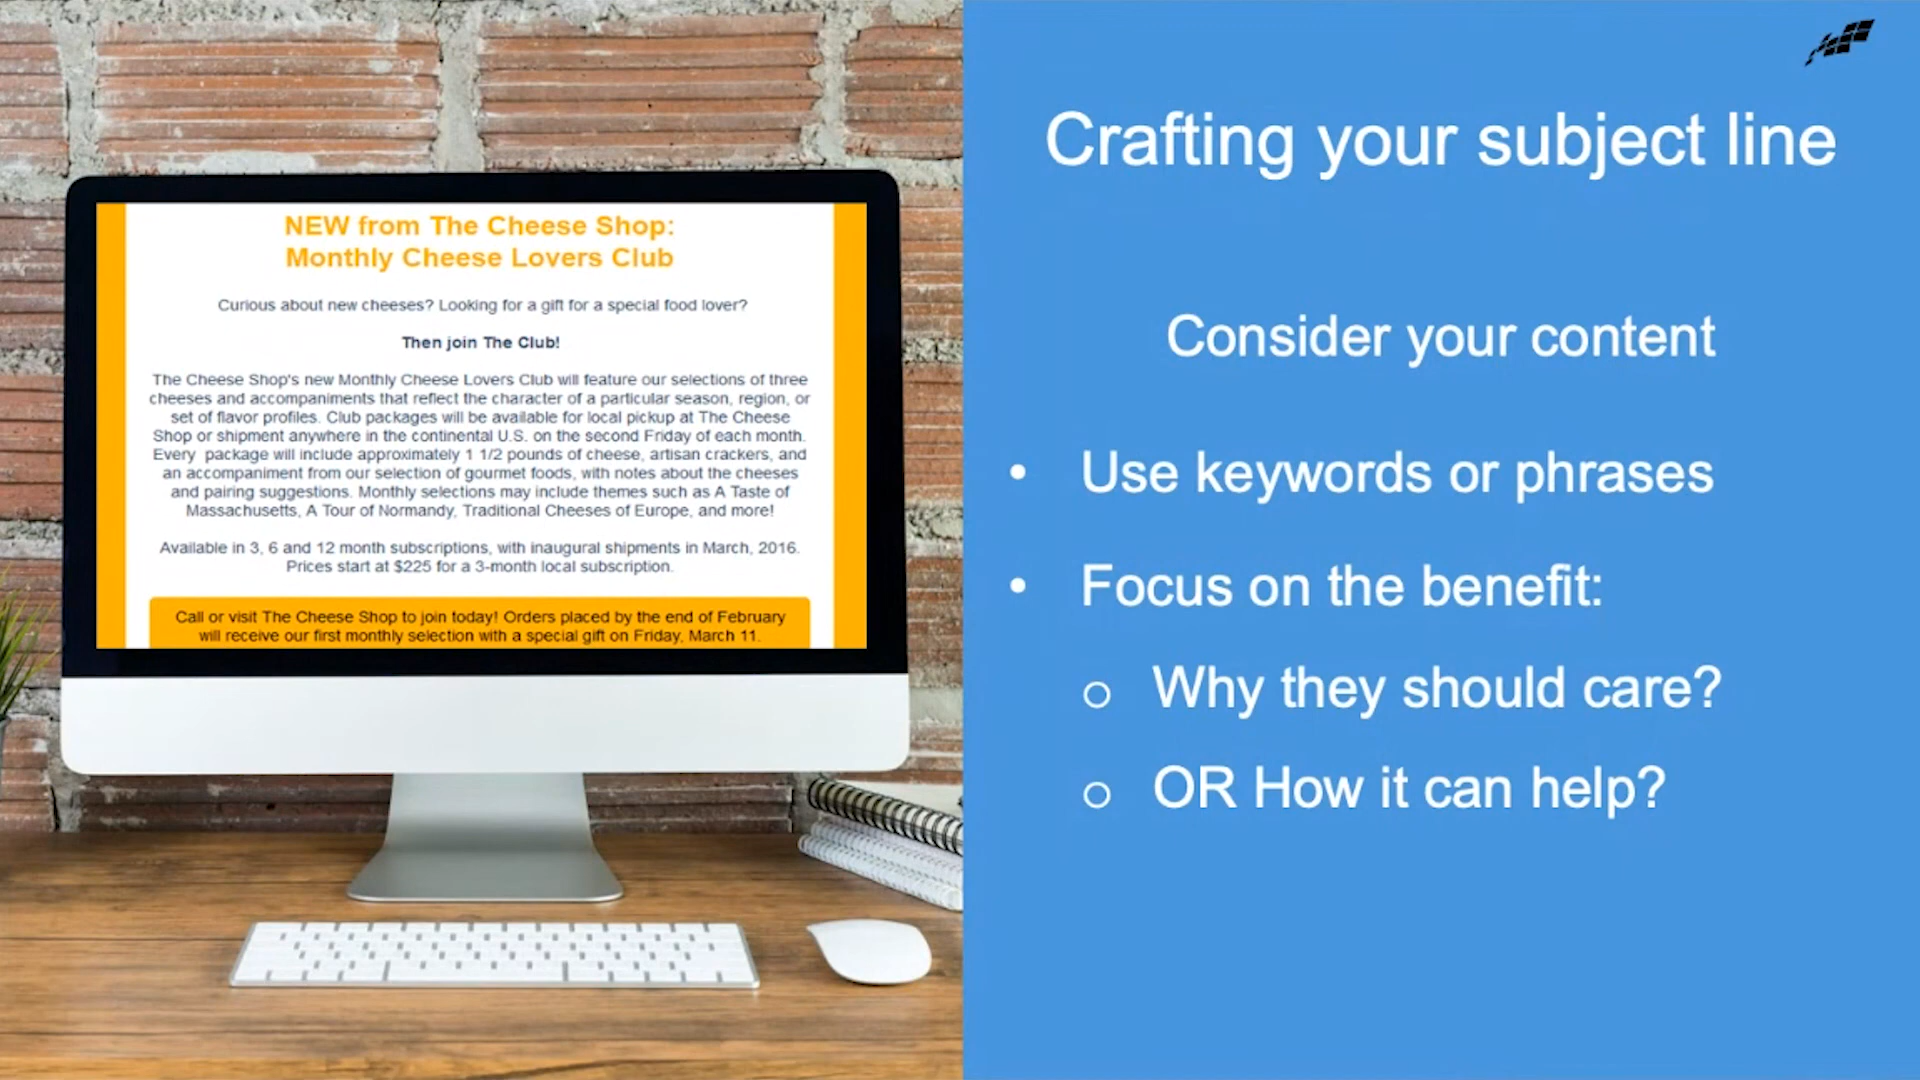 NEW from The Cheese Shop:
Monthly Cheese Lovers Club
Curious about new cheeses? Looking for a gift for a special food lover?
Then join The Club!
The Cheese Shop's new Monthly Cheese Lovers Club will feature our selections of three
cheeses and accompaniments that reflect the character of a particular season, region, or
set of flavor profiles. Club packages will be available for local pickup at The Cheese
Shop or shipment anywhere in the continental U.S. on the second Friday of each month.
Every package will include approximately 1 1/2 pounds of cheese, artisan crackers, and
an accompaniment from our selection of gourmet foods, with notes about the cheeses
and pairing suggestions. Monthly selections may include themes such as A Taste of
Massachusetts, A Tour of Normandy, Traditional Cheeses of Europe, and more!
Available in 3, 6 and 12 month subscriptions, with inaugural shipments in March, 2016.
Prices start at $225 for a 3-month local subscription.
Call or visit The Cheese Shop to join today! Orders placed by the end of February
will receive our first monthly selection with a special gift on Friday, March 11.
Crafting your subject line
Consider your content
• Use keywords or phrases
• Focus on the benefit:
o Why they should care?
o OR How it can help?